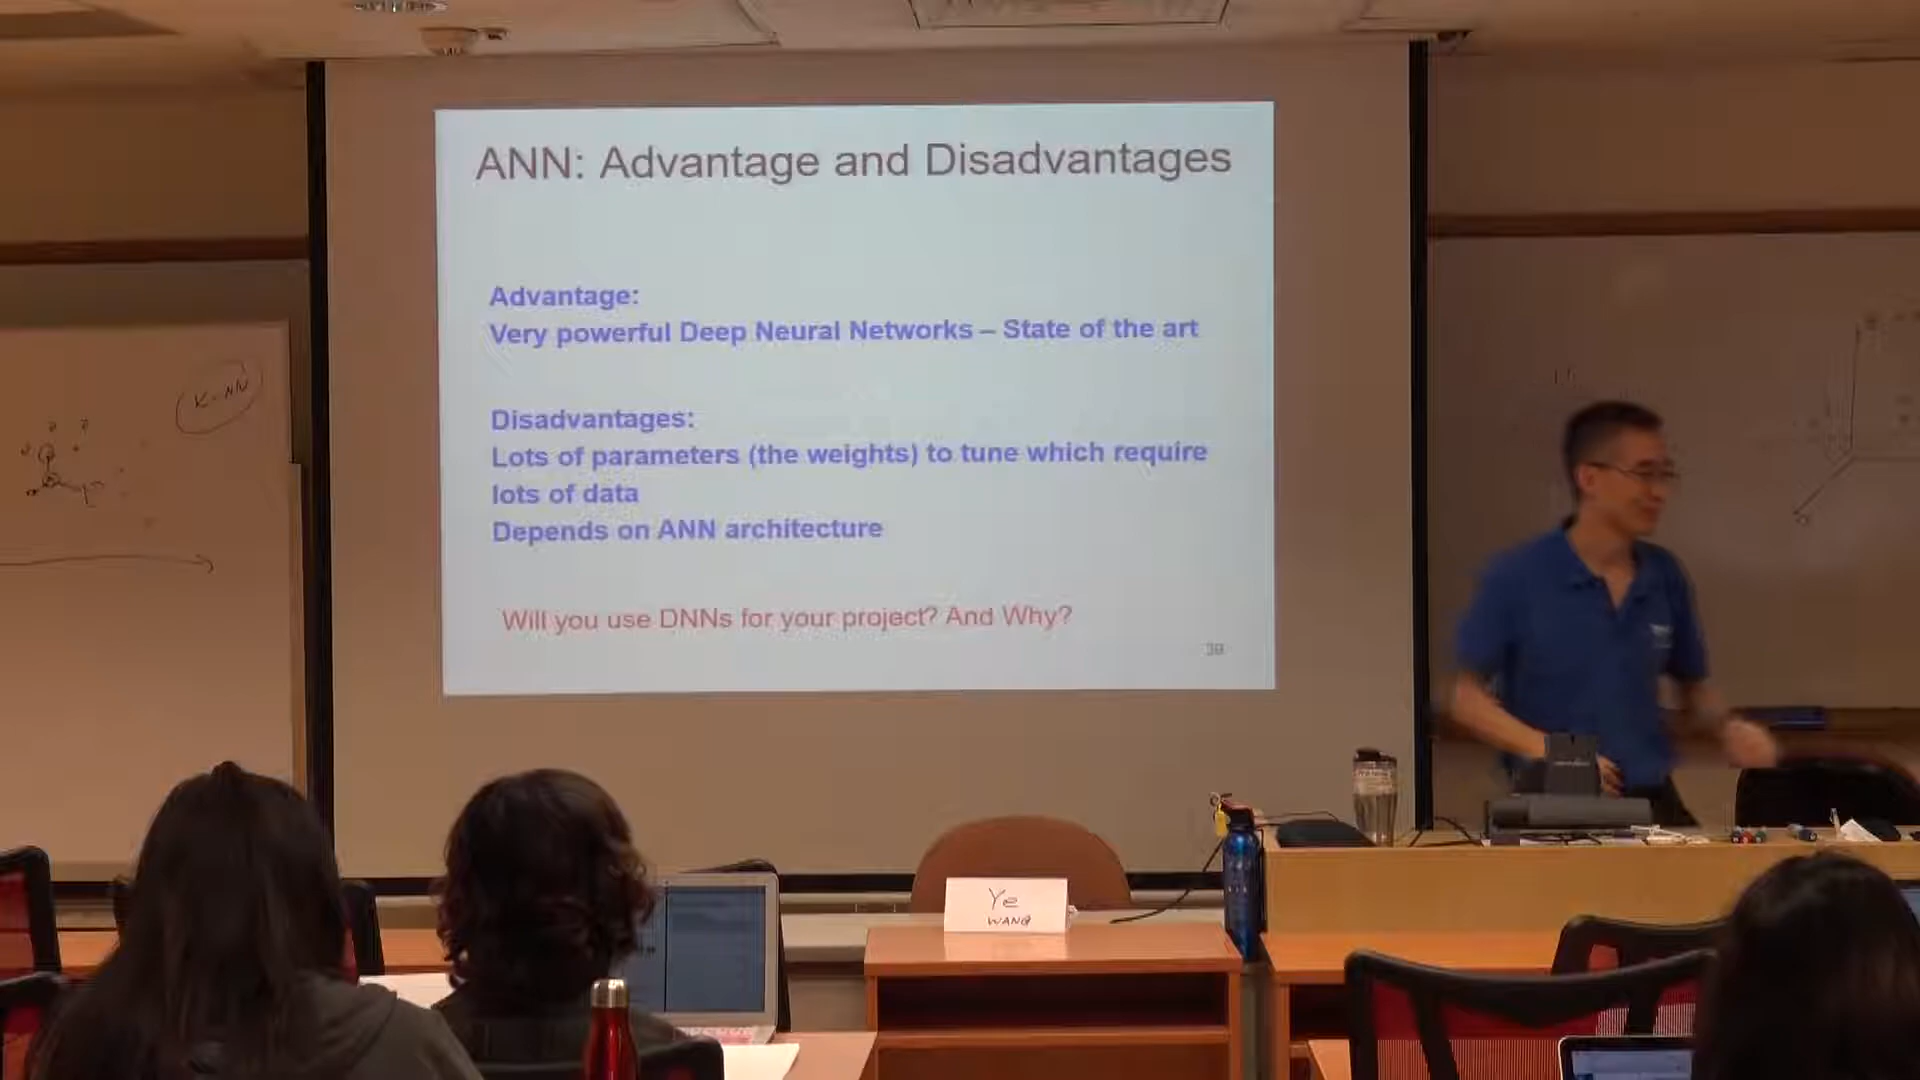 ANN: Advantage and Disadvantages
Advantage:
Very powerful Deep Neural Networks – State of the art
Disadvantages:
Lots of parameters (the weights) to tune which require
lots of data
Depends on ANN architecture
Will you use DNNs for your project? And Why?
39
K-NN
Ye
WANG